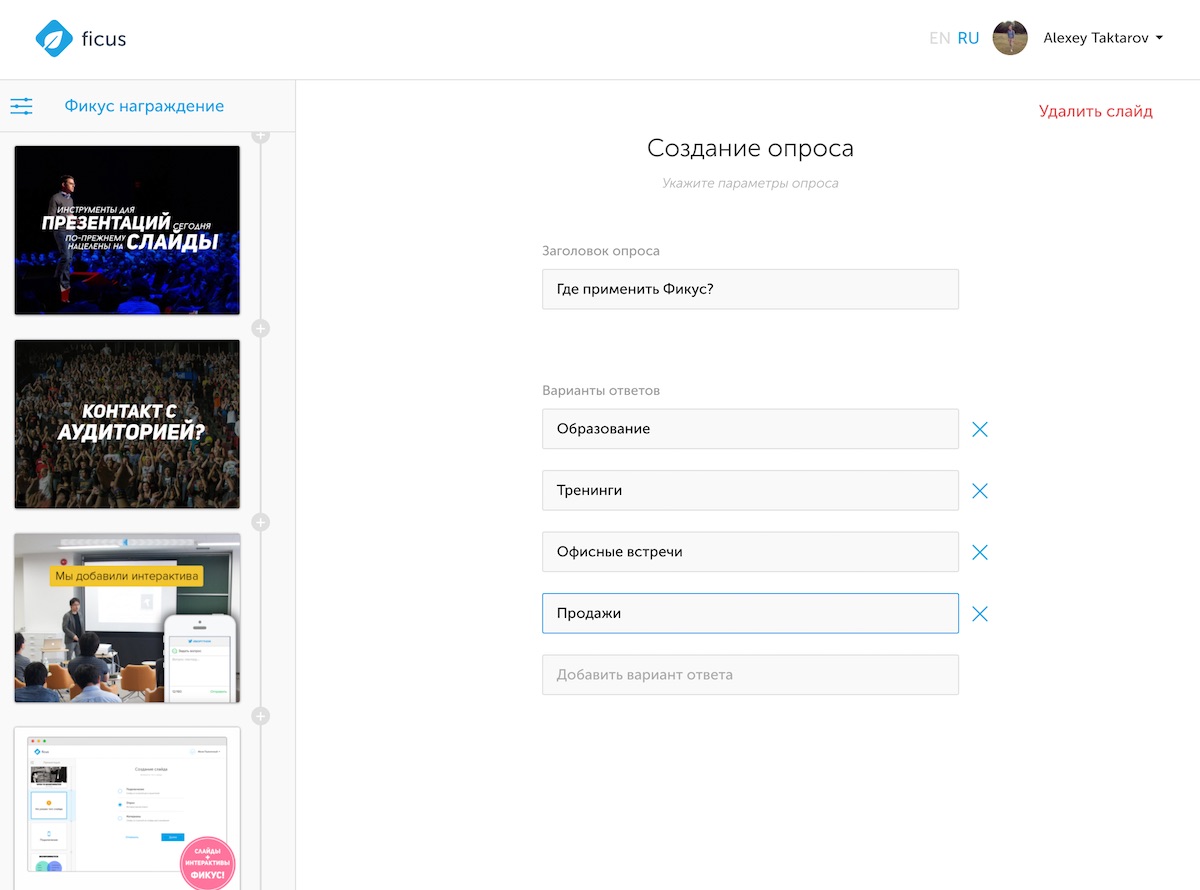 ficus
EN RU
Alexey Taktarov
Фикус награждение
Удалить слайд
Создание опроса
Укажите параметры опроса
Заголовок опроса
Где применить Фикус?
Варианты ответов
Образование
Тренинги
Офисные встречи
Продажи
Добавить вариант ответа
ИНСТРУМЕНТЫ ДЛЯ
ПРЕЗЕНТАЦИЙ СЕГОДНЯ
ПО-ПРЕЖНЕМУ
НАЦЕЛЕНЫ НА СЛАЙДЫ
КОНТАКТ С
АУДИТОРИЕЙ?
Мы добавили интерактива
ficus
Создание слайда
СЛАЙДЫ
+
ИНТЕРАКТИВЫ
ФИКУС!